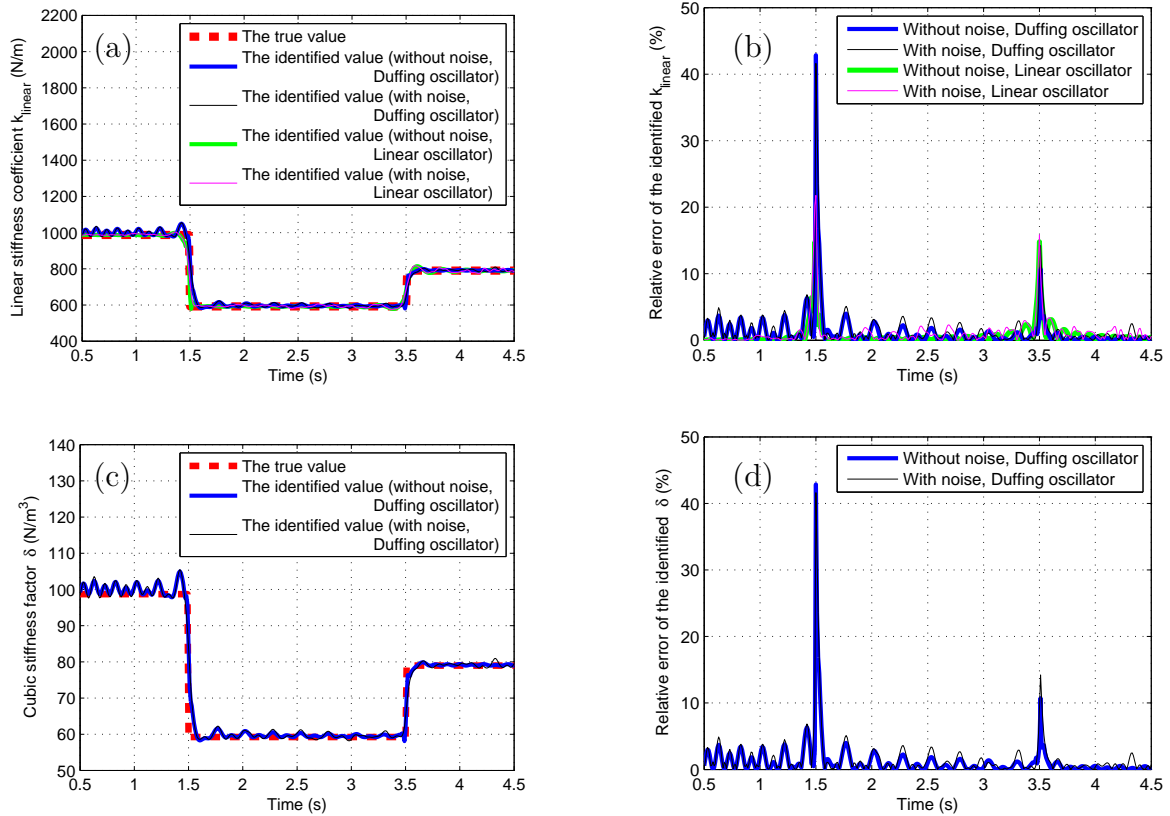 (a)
Linear stiffness coefficient k_linear (N/m)
2200
2000
1800
1600
1400
1200
1000
800
600
400
The true value
The identified value (without noise,
Duffing oscillator)
The identified value (with noise,
Duffing oscillator)
The identified value (without noise,
Linear oscillator)
The identified value (with noise,
Linear oscillator)
0.5 1 1.5 2 2.5 3 3.5 4 4.5
Time (s)
(b)
Relative error of the identified k_linear (%)
50
40
30
20
10
0
Without noise, Duffing oscillator
With noise, Duffing oscillator
Without noise, Linear oscillator
With noise, Linear oscillator
0.5 1 1.5 2 2.5 3 3.5 4 4.5
Time (s)
(c)
Cubic stiffness factor δ (N/m³)
140
130
120
110
100
90
80
70
60
50
The true value
The identified value (without noise,
Duffing oscillator)
The identified value (with noise,
Duffing oscillator)
0.5 1 1.5 2 2.5 3 3.5 4 4.5
Time (s)
(d)
Relative error of the identified δ (%)
50
40
30
20
10
0
Without noise, Duffing oscillator
With noise, Duffing oscillator
0.5 1 1.5 2 2.5 3 3.5 4 4.5
Time (s)